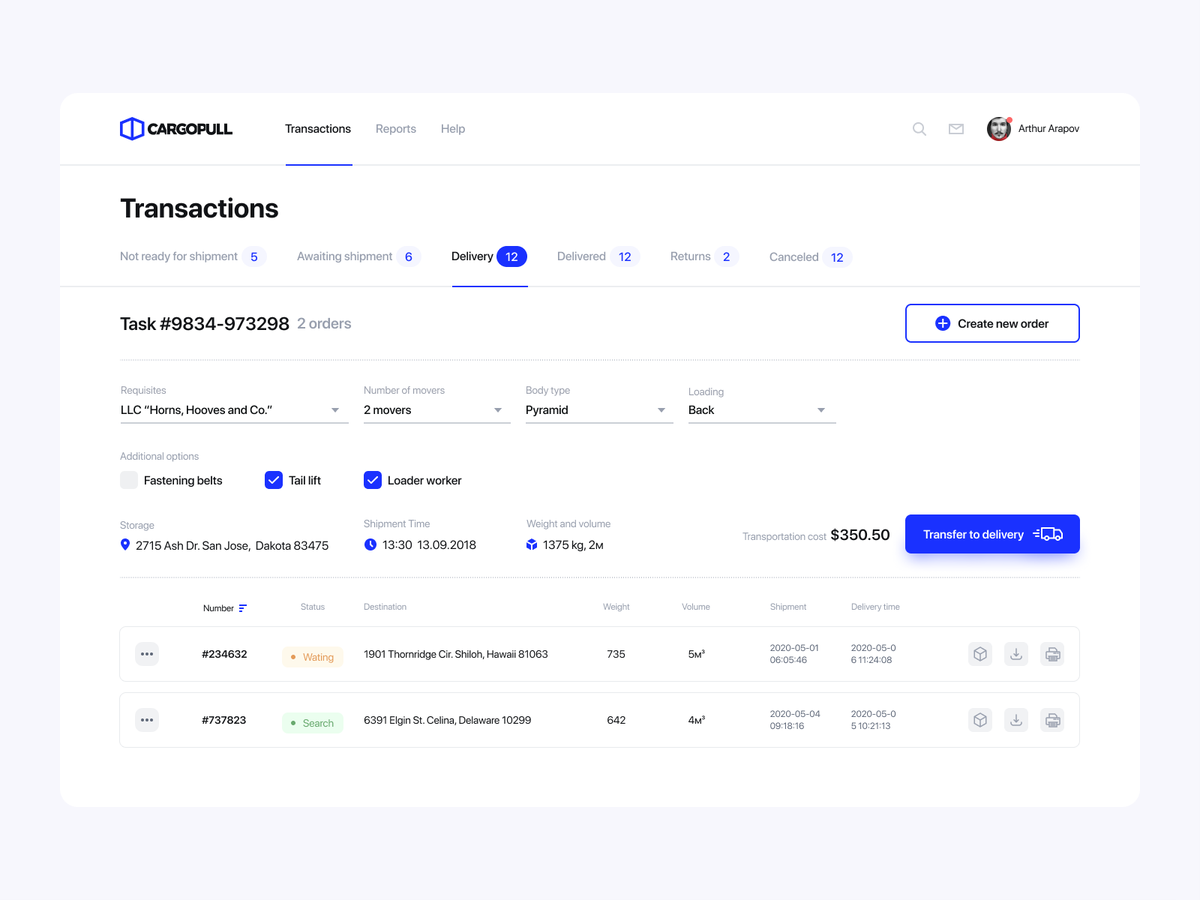 CARGOPULL
Transactions Reports Help
Arthur Arapov
Transactions
Not ready for shipment 5 Awaiting shipment 6 Delivery 12 Delivered 12 Returns 2 Canceled 12
Task #9834-973298 2 orders
Create new order
Requisites Number of movers Body type Loading
LLC “Horns, Hooves and Co.” 2 movers Pyramid Back
Additional options
Fastening belts Tail lift Loader worker
Storage Shipment Time Weight and volume
2715 Ash Dr. San Jose, Dakota 83475 13:30 13.09.2018 1375 kg, 2м
Transportation cost $350.50 Transfer to delivery
Number Status Destination Weight Volume Shipment Delivery time
#234632 Wating 1901 Thornridge Cir. Shiloh, Hawaii 81063 735 5м³ 2020-05-01 2020-05-0
06:05:46 6 11:24:08
#737823 Search 6391 Elgin St. Celina, Delaware 10299 642 4м³ 2020-05-04 2020-05-0
09:18:16 5 10:21:13